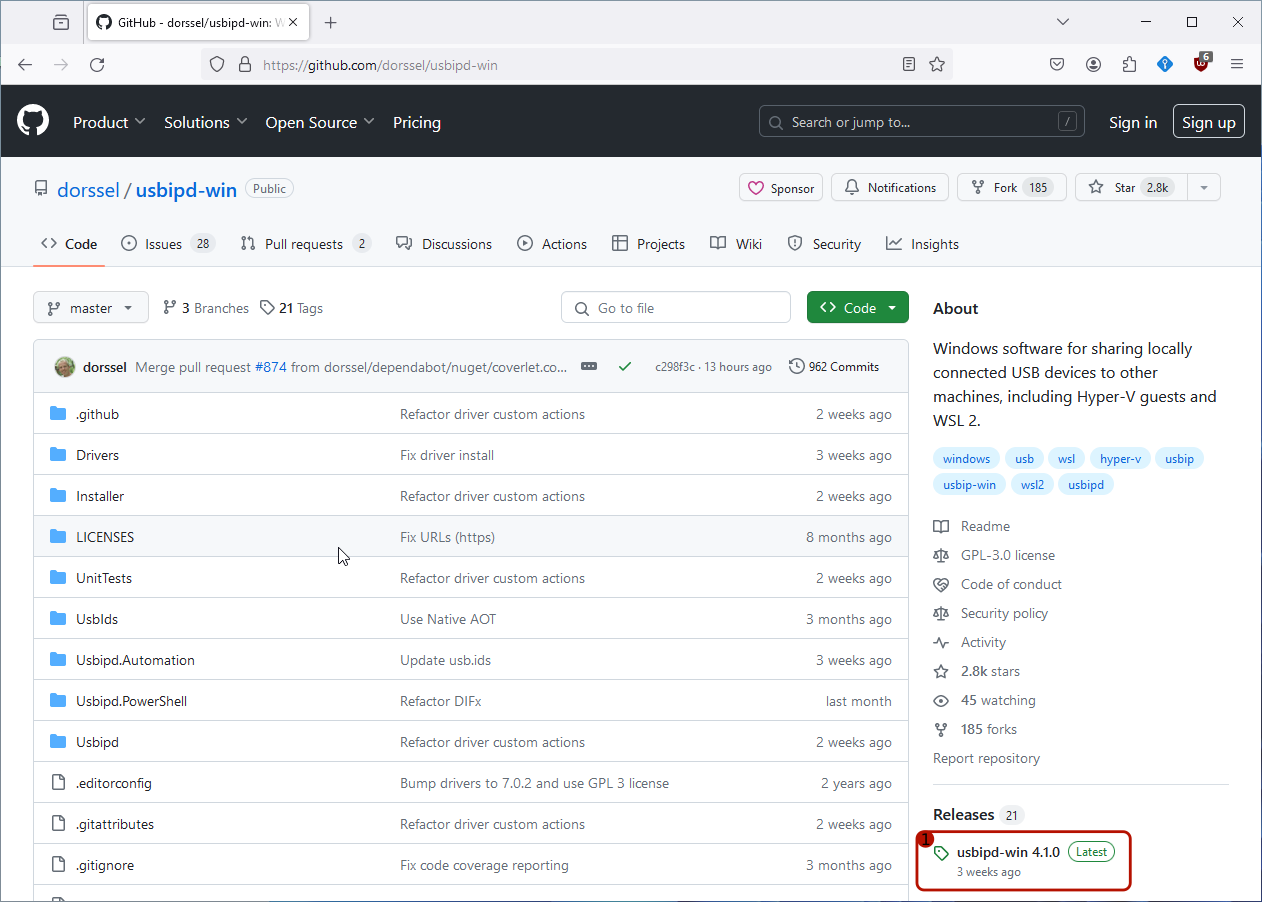 GitHub - dorssel/usbipd-win:
https://github.com/dorssel/usbipd-win
6
Product Solutions Open Source Pricing
Search or jump to... /
Sign in Sign up
dorssel / usbipd-win Public
Sponsor Notifications Fork 185 Star 2.8k
Code Issues 28 Pull requests 2 Discussions Actions Projects Wiki Security Insights
master 3 Branches 21 Tags Go to file Code
dorssel Merge pull request #874 from dorssel/dependabot/nuget/coverlet.co... c298f3c · 13 hours ago 962 Commits
.github Refactor driver custom actions 2 weeks ago
Drivers Fix driver install 3 weeks ago
Installer Refactor driver custom actions 2 weeks ago
LICENSES Fix URLs (https) 8 months ago
UnitTests Refactor driver custom actions 2 weeks ago
UsbIds Use Native AOT 3 months ago
Usbipd.Automation Update usb.ids 3 weeks ago
Usbipd.PowerShell Refactor DIFx last month
Usbipd Refactor driver custom actions 2 weeks ago
.editorconfig Bump drivers to 7.0.2 and use GPL 3 license 2 years ago
.gitattributes Refactor driver custom actions 2 weeks ago
.gitignore Fix code coverage reporting 3 months ago
About
Windows software for sharing locally
connected USB devices to other
machines, including Hyper-V guests and
WSL 2.
windows usb wsl hyper-v usbip
usbip-win wsl2 usbipd
Readme
GPL-3.0 license
Code of conduct
Security policy
Activity
2.8k stars
45 watching
185 forks
Report repository
Releases 21
1
usbipd-win 4.1.0 Latest
3 weeks ago